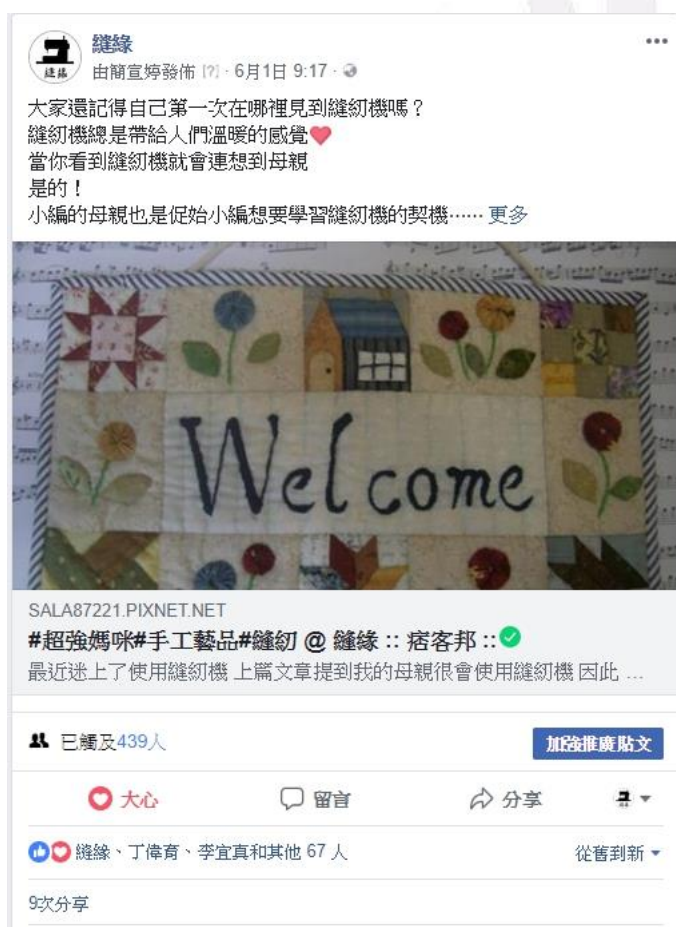 縫緣
縫緣
由簡宣婷發佈 [?] · 6月1日 9:17 ·
大家還記得自己第一次在哪裡見到縫紉機嗎？
縫紉機總是帶給人們溫暖的感覺❤
當你看到縫紉機就會連想到母親
是的！
小編的母親也是促始小編想要學習縫紉機的契機…… 更多
Welcome
SALA87221.PIXNET.NET
#超強媽咪#手工藝品#縫紉 @ 縫緣 :: 痞客邦 ::
最近迷上了使用縫紉機 上篇文章提到我的母親很會使用縫紉機 因此 ...
已觸及439人
加強推廣貼文
大心 留言 分享
縫緣、丁偉育、李宜真和其他 67 人 從舊到新
9次分享